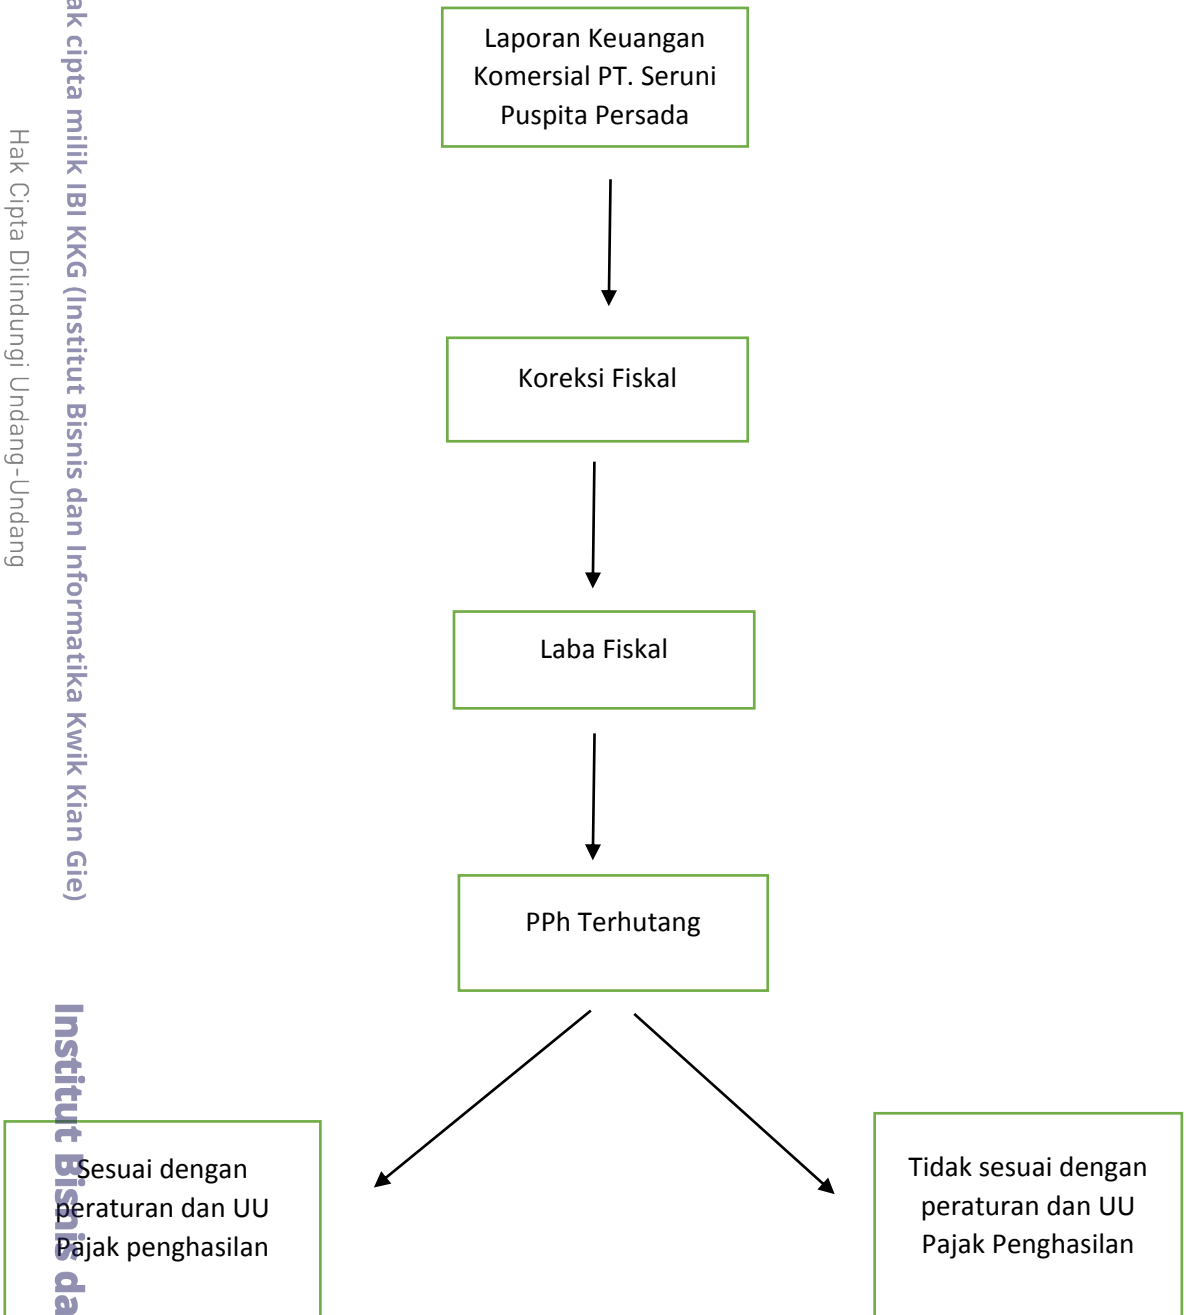 Laporan Keuangan
Komersial PT. Seruni
Puspita Persada
Koreksi Fiskal
Laba Fiskal
PPh Terhutang
Sesuai dengan
peraturan dan UU
Pajak penghasilan
Tidak sesuai dengan
peraturan dan UU
Pajak Penghasilan
cipta milik IBI KKG (Institut Bisnis dan Informatika Kwik Kian Gie)
Hak Cipta Dilindungi Undang-Undang
Institut Bisnis